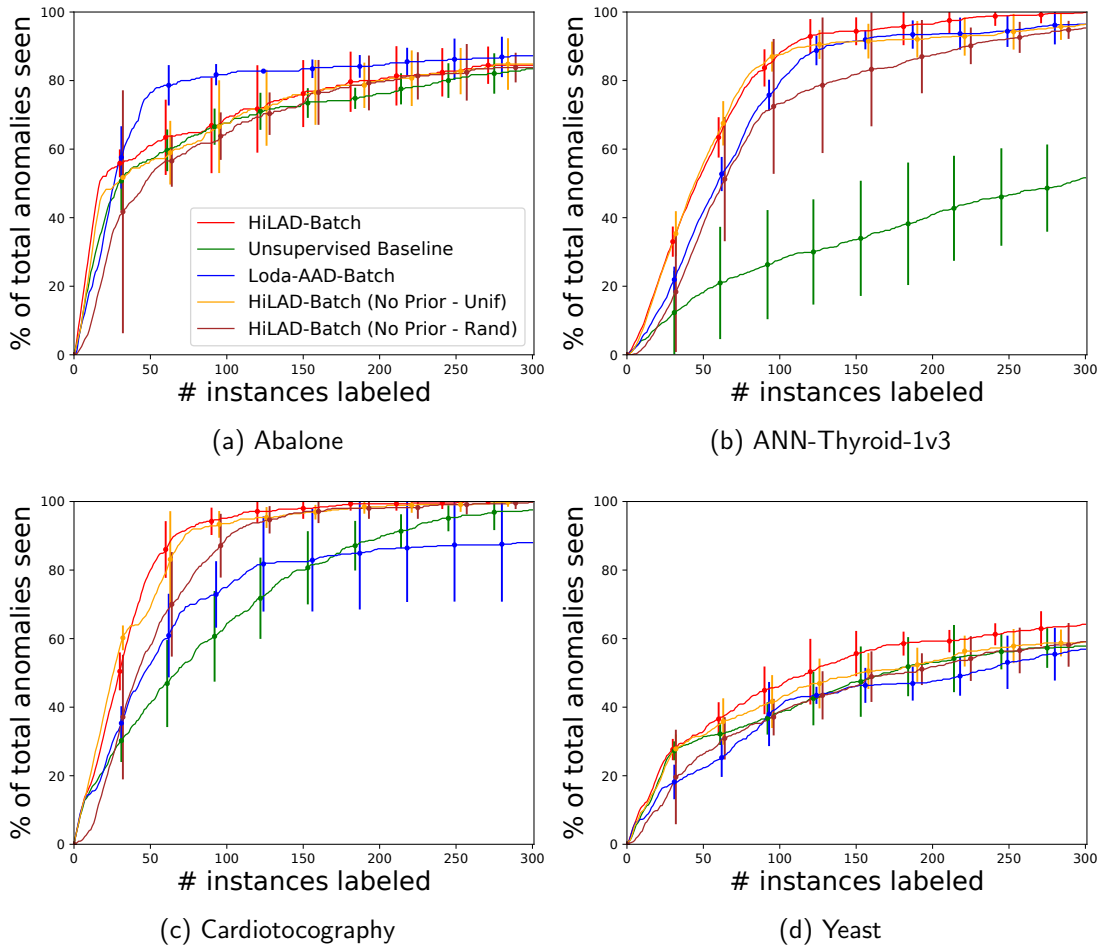 % of total anomalies seen
100
80
60
40
20
0
HiLAD-Batch
Unsupervised Baseline
Loda-AAD-Batch
HiLAD-Batch (No Prior - Unif)
HiLAD-Batch (No Prior - Rand)
0 50 100 150 200 250 300
# instances labeled
(a) Abalone
% of total anomalies seen
100
80
60
40
20
0
0 50 100 150 200 250 300
# instances labeled
(b) ANN-Thyroid-1v3
% of total anomalies seen
100
80
60
40
20
0
0 50 100 150 200 250 300
# instances labeled
(c) Cardiotocography
% of total anomalies seen
100
80
60
40
20
0
0 50 100 150 200 250 300
# instances labeled
(d) Yeast